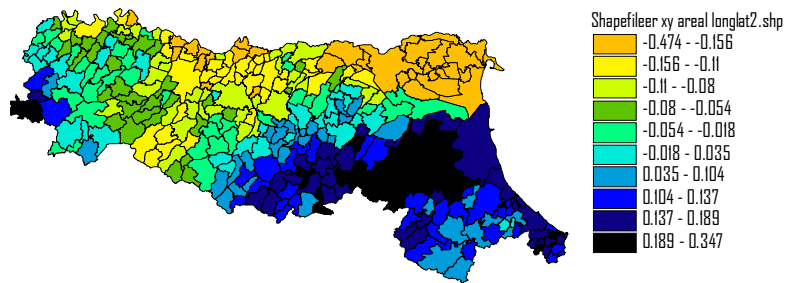 Shapefileer xy areal longlat2.shp
-0.474 - -0.156
-0.156 - -0.11
-0.11 - -0.08
-0.08 - -0.054
-0.054 - -0.018
-0.018 - 0.035
0.035 - 0.104
0.104 - 0.137
0.137 - 0.189
0.189 - 0.347